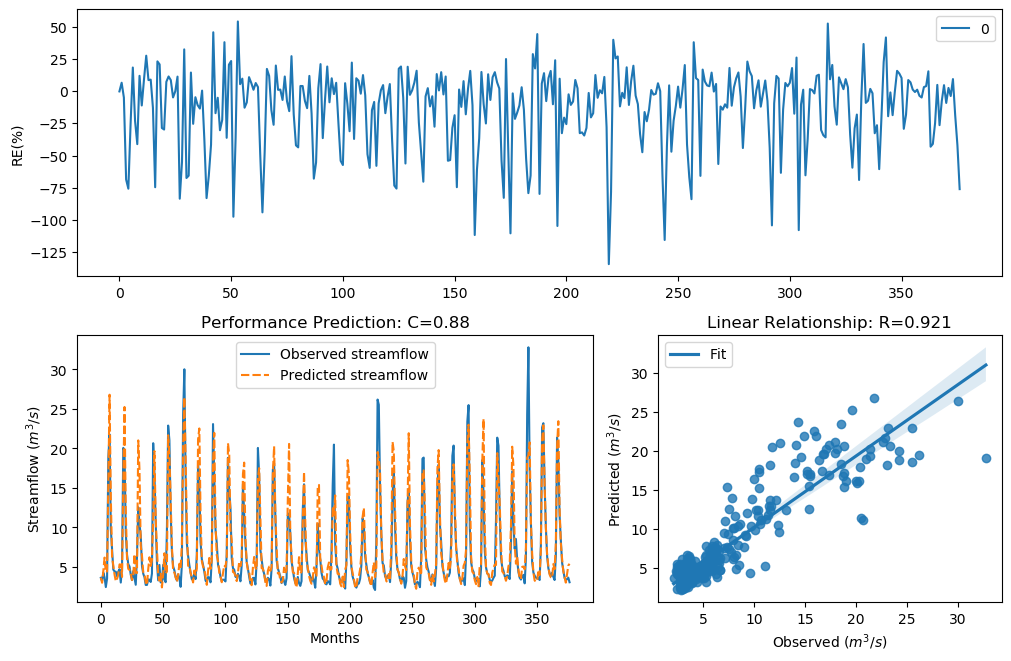 50
25
0
−25
−50
−75
−100
−125
RE(%)
0
0 50 100 150 200 250 300 350
Performance Prediction: C=0.88
Observed streamflow
Predicted streamflow
30
25
20
15
10
5
Streamflow (m³/s)
0 50 100 150 200 250 300 350
Months
Linear Relationship: R=0.921
Fit
30
25
20
15
10
5
Predicted (m³/s)
5 10 15 20 25 30
Observed (m³/s)